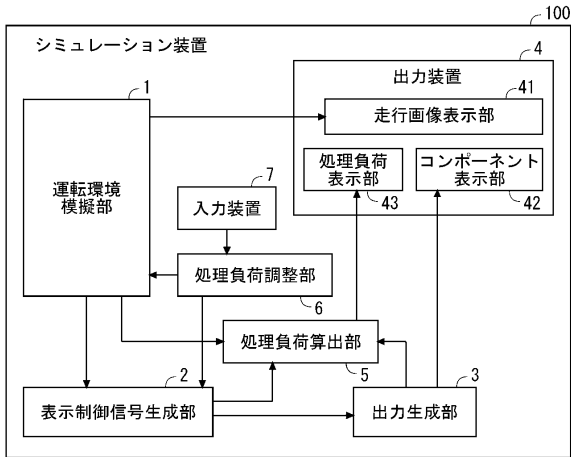 100
シミュレーション装置
4
出力装置
1
41
走行画像表示部
運転環境
模擬部
処理負荷
表示部
コンポーネント
表示部
7
入力装置
43
42
処理負荷調整部
6
処理負荷算出部
5
2
表示制御信号生成部
3
出力生成部